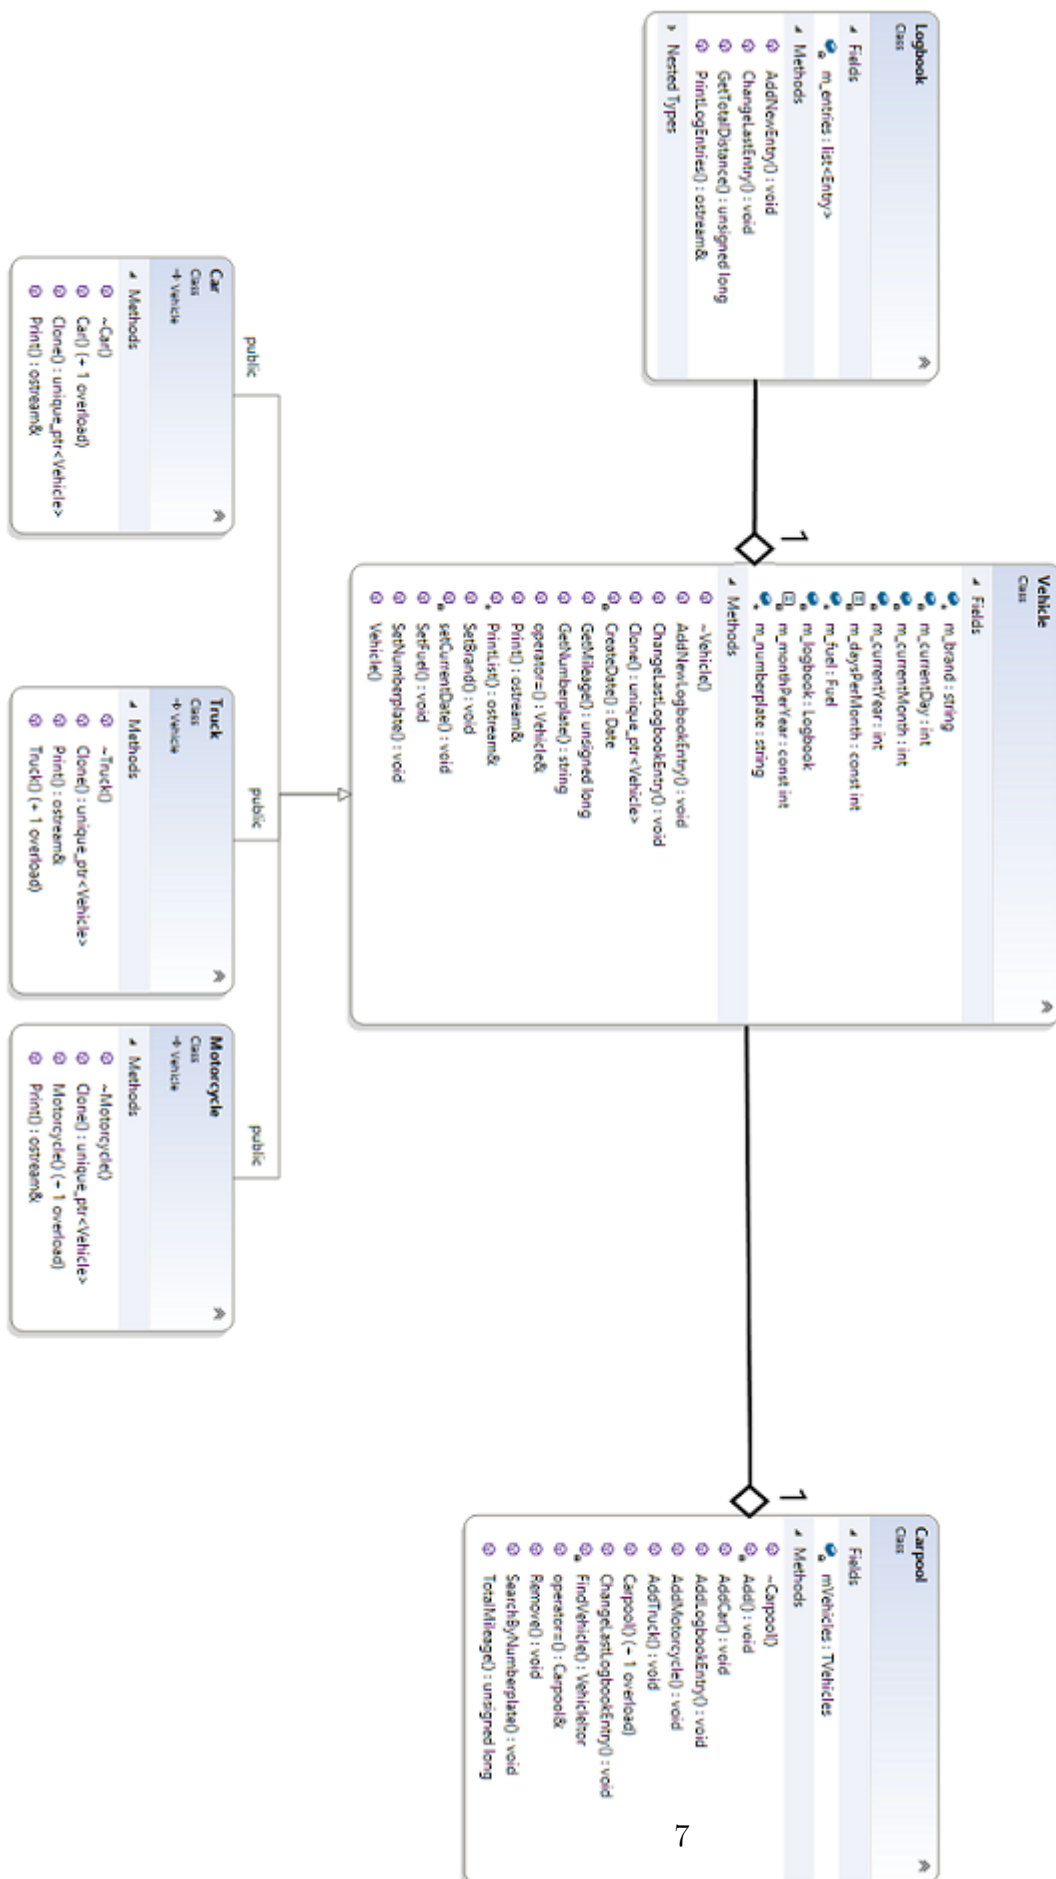 Logbook
Class
Fields
m_entries : list<Entry>
Methods
AddNewEntry() : void
ChangeLastEntry() : void
GetTotalDistance() : unsigned long
PrintLogEntries() : ostream&
Nested Types
1
Vehicle
Class
Fields
m_brand : string
m_currentDay : int
m_currentMonth : int
m_currentYear : int
m_daysPerMonth : const int
m_fuel : Fuel
m_logbook : Logbook
m_monthPerYear : const int
m_numberplate : string
Methods
~Vehicle()
AddNewLogbookEntry() : void
ChangeLastLogbookEntry() : void
Clone() : unique_ptr<Vehicle>
CreateDate() : Date
GetMileage() : unsigned long
GetNumberplate() : string
operator=() : Vehicle&
Print() : ostream&
PrintList() : ostream&
SetBrand() : void
setCurrentDate() : void
SetFuel() : void
SetNumberplate() : void
Vehicle()
1
Carpool
Class
Fields
mVehicles : TVehicles
Methods
~Carpool()
Add() : void
AddCar() : void
AddLogbookEntry() : void
AddMotorcycle() : void
AddTruck() : void
Carpool() (+ 1 overload)
ChangeLastLogbookEntry() : void
FindVehicle() : VehicleItor
operator=() : Carpool&
Remove() : void
SearchByNumberplate() : void
TotalMileage() : unsigned long
public
public
public
Car
Class
Vehicle
Methods
~Car()
Car() (+ 1 overload)
Clone() : unique_ptr<Vehicle>
Print() : ostream&
Truck
Class
Vehicle
Methods
~Truck()
Clone() : unique_ptr<Vehicle>
Print() : ostream&
Truck() (+ 1 overload)
Motorcycle
Class
Vehicle
Methods
~Motorcycle()
Clone() : unique_ptr<Vehicle>
Motorcycle() (+ 1 overload)
Print() : ostream&
7